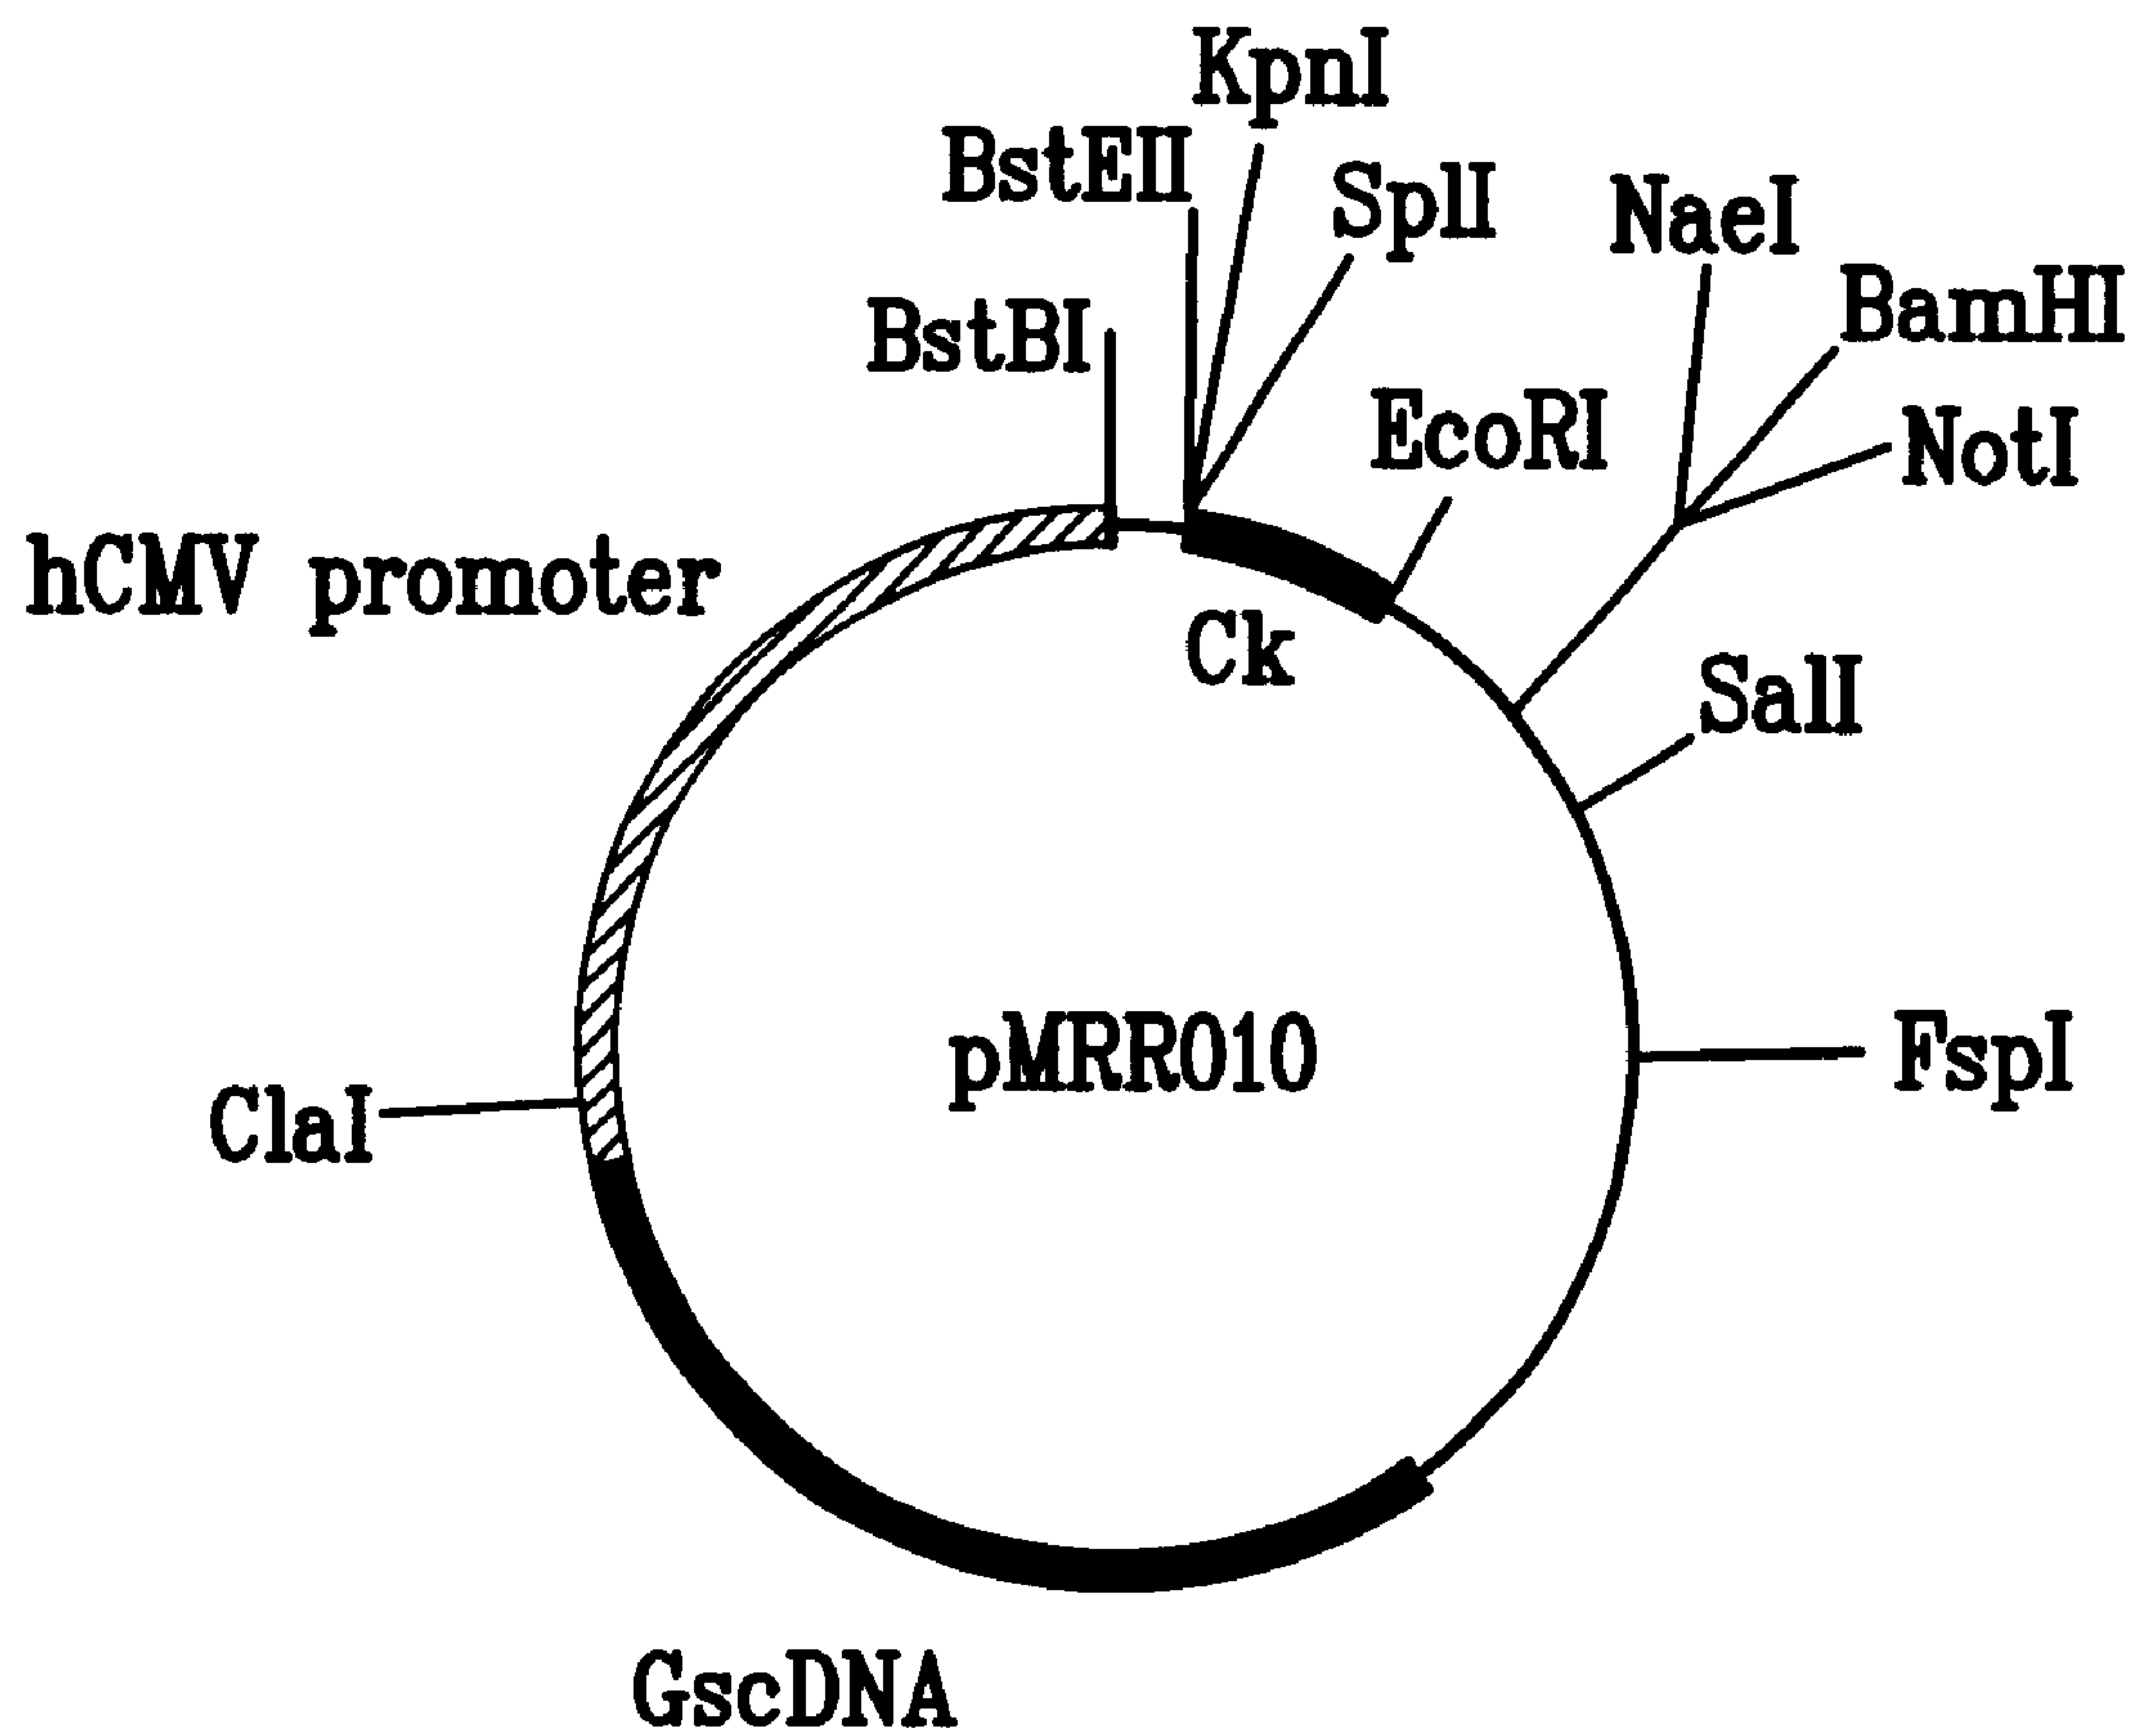 KpnI
BstEII
SplI
NaeI
BamHI
BstBI
EcoRI
NotI
hCMV promoter
Ck
SalI
pMRR010
FspI
ClaI
GscDNA